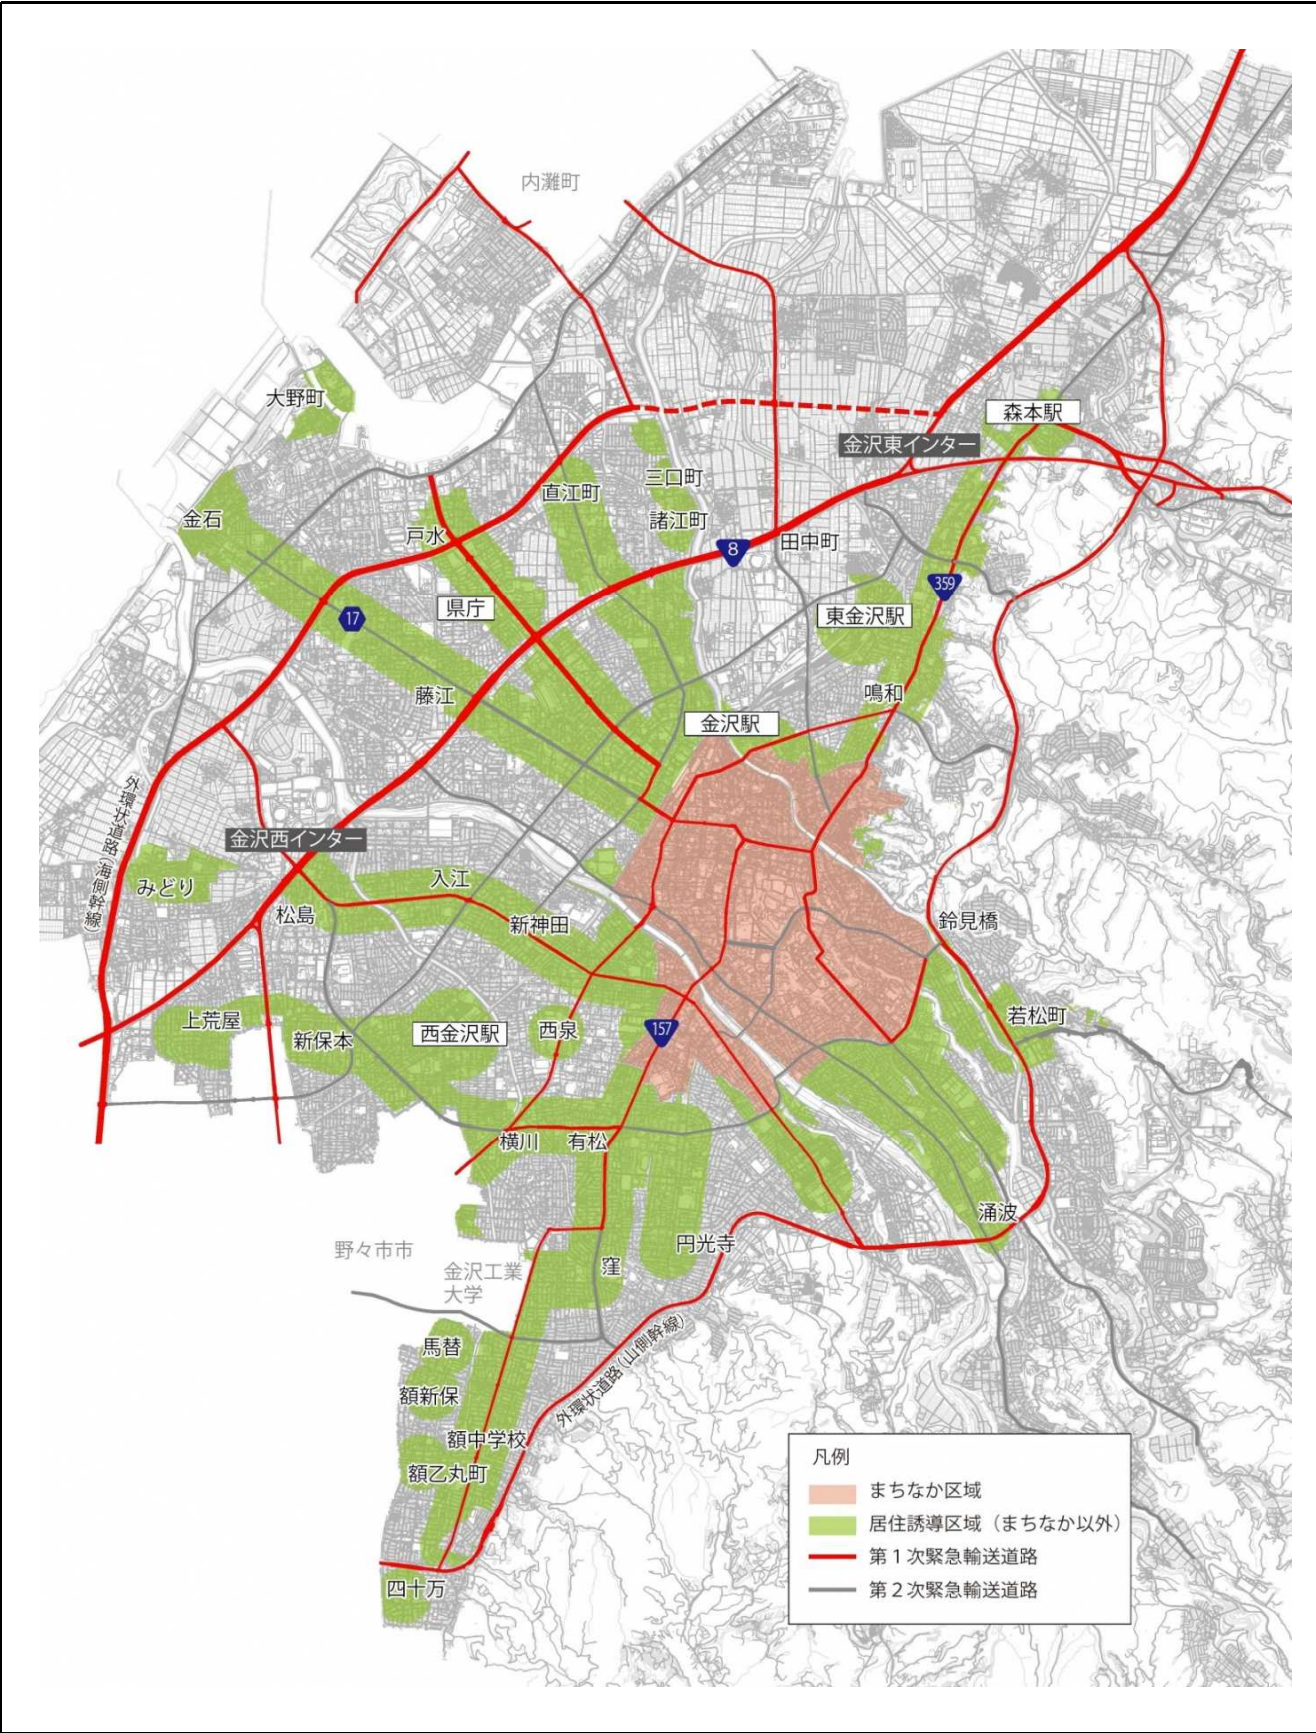 内灘町
大野町
森本駅
金沢東インター
三口町
直江町
金石
諸江町
戸水
田中町
8
359
県庁
東金沢駅
17
藤江
鳴和
金沢駅
外環状道路(海側幹線)
金沢西インター
みどり
入江
松島
新神田
鈴見橋
若松町
上荒屋
新保本
西金沢駅
西泉
157
横川
有松
涌波
野々市市
円光寺
金沢工業
大学
窪
外環状道路(山側幹線)
馬替
額新保
額中学校
額乙丸町
四十万
凡例
まちなか区域
居住誘導区域（まちなか以外）
第1次緊急輸送道路
第2次緊急輸送道路